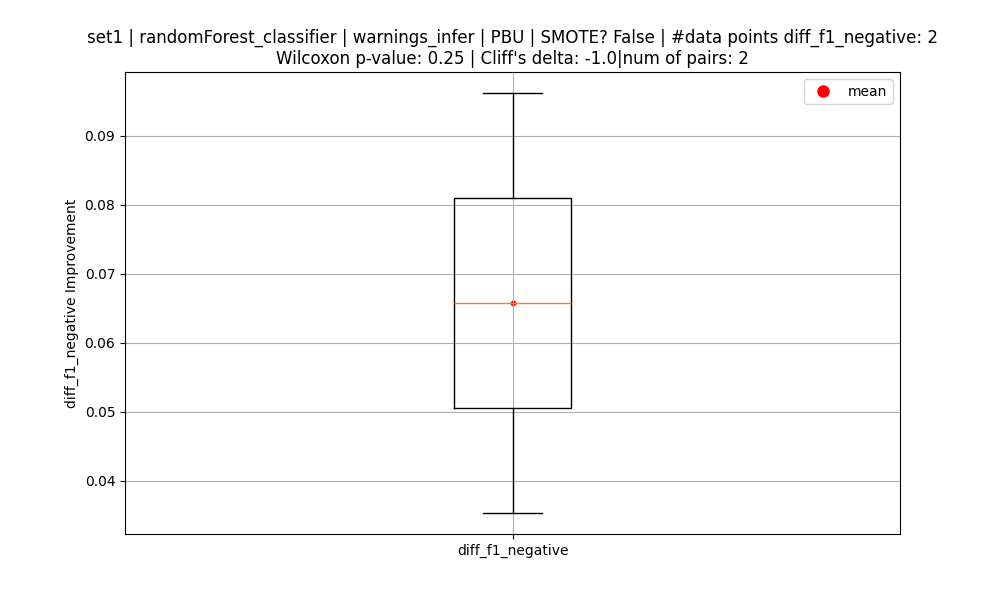 set1 | randomForest_classifier | warnings_infer | PBU | SMOTE? False | #data points diff_f1_negative: 2
Wilcoxon p-value: 0.25 | Cliff's delta: -1.0|num of pairs: 2
mean
0.09
0.08
0.07
0.06
0.05
0.04
diff_f1_negative Improvement
diff_f1_negative